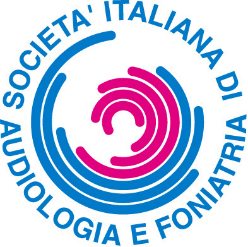 SOCIETA' ITALIANA DI
AUDIOLOGIA E FONIATRIA